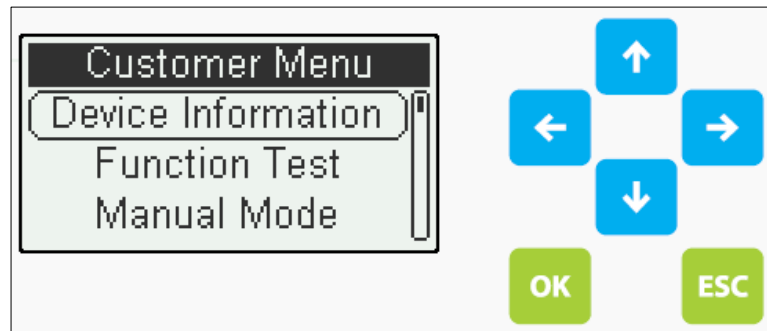 Customer Menu
Device Information
Function Test
Manual Mode
OK
ESC